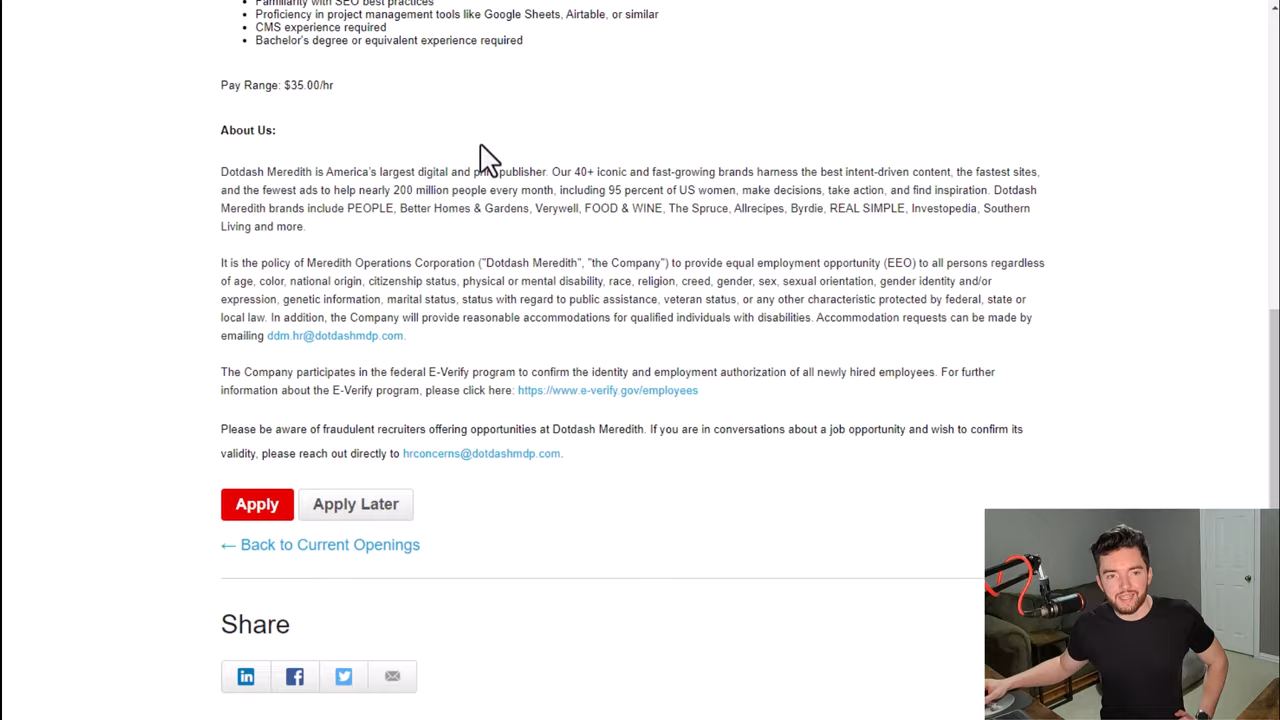 Familiarity with SEO best practices
Proficiency in project management tools like Google Sheets, Airtable, or similar
CMS experience required
Bachelor's degree or equivalent experience required
Pay Range: $35.00/hr
About Us:
Dotdash Meredith is America's largest digital and print publisher. Our 40+ iconic and fast-growing brands harness the best intent-driven content, the fastest sites,
and the fewest ads to help nearly 200 million people every month, including 95 percent of US women, make decisions, take action, and find inspiration. Dotdash
Meredith brands include PEOPLE, Better Homes & Gardens, Verywell, FOOD & WINE, The Spruce, Allrecipes, Byrdie, REAL SIMPLE, Investopedia, Southern
Living and more.
It is the policy of Meredith Operations Corporation ("Dotdash Meredith", "the Company") to provide equal employment opportunity (EEO) to all persons regardless
of age, color, national origin, citizenship status, physical or mental disability, race, religion, creed, gender, sex, sexual orientation, gender identity and/or
expression, genetic information, marital status, status with regard to public assistance, veteran status, or any other characteristic protected by federal, state or
local law. In addition, the Company will provide reasonable accommodations for qualified individuals with disabilities. Accommodation requests can be made by
emailing ddm.hr@dotdashmdp.com.
The Company participates in the federal E-Verify program to confirm the identity and employment authorization of all newly hired employees. For further
information about the E-Verify program, please click here: https://www.e-verify.gov/employees
Please be aware of fraudulent recruiters offering opportunities at Dotdash Meredith. If you are in conversations about a job opportunity and wish to confirm its
validity, please reach out directly to hrconcerns@dotdashmdp.com.
Apply Apply Later
← Back to Current Openings
Share